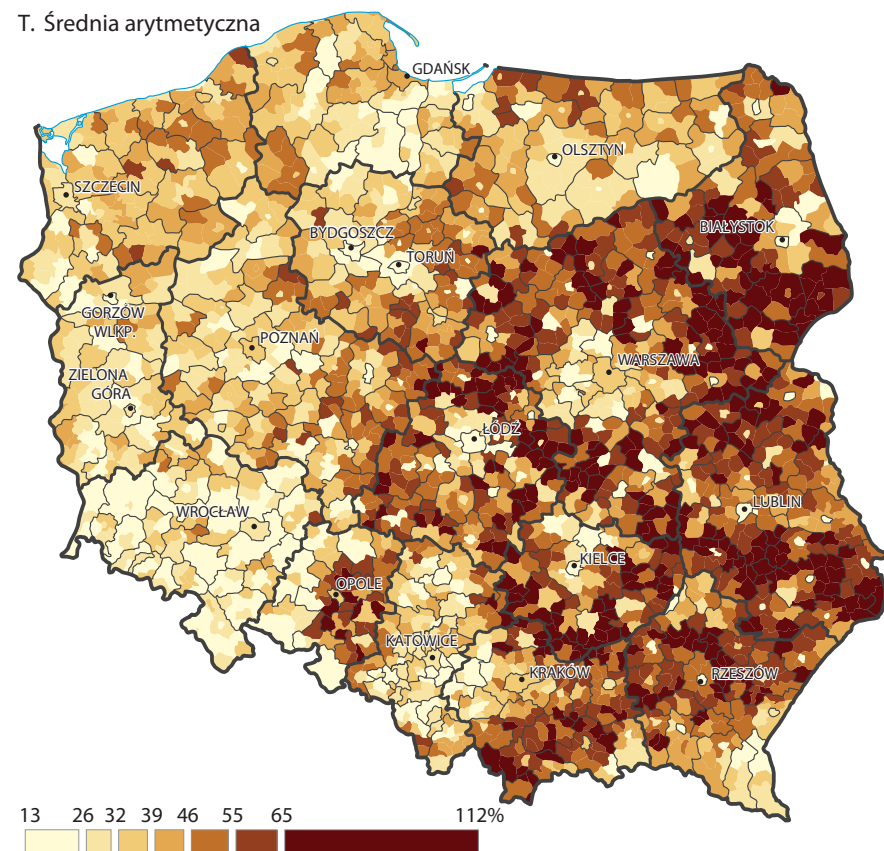 T. Średnia arytmetyczna
GDAŃSK
OLSZTYN
SZCZECIN
BIAŁYSTOK
BYDGOSZCZ
TORUŃ
GORZÓW
WLKP.
POZNAŃ
WARSZAWA
ZIELONA
GÓRA
ŁÓDŹ
WROCŁAW
LUBLIN
KIELCE
OPOLE
KATOWICE
KRAKÓW
RZESZÓW
13 26 32 39 46 55 65 112%